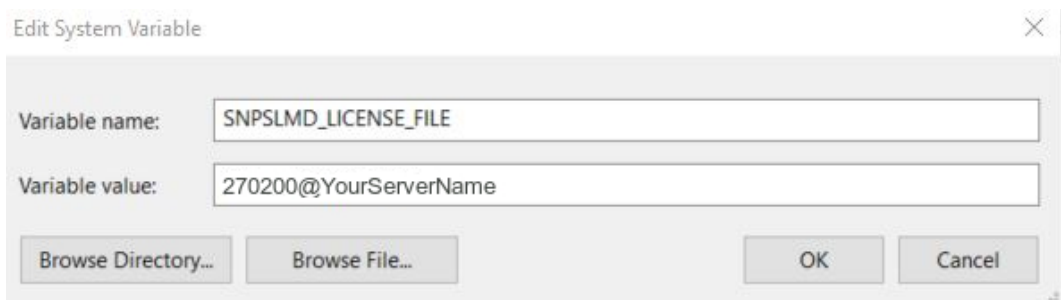 Edit System Variable
Variable name: SNPSLMD_LICENSE_FILE
Variable value: 270200@YourServerName
Browse Directory... Browse File... OK Cancel